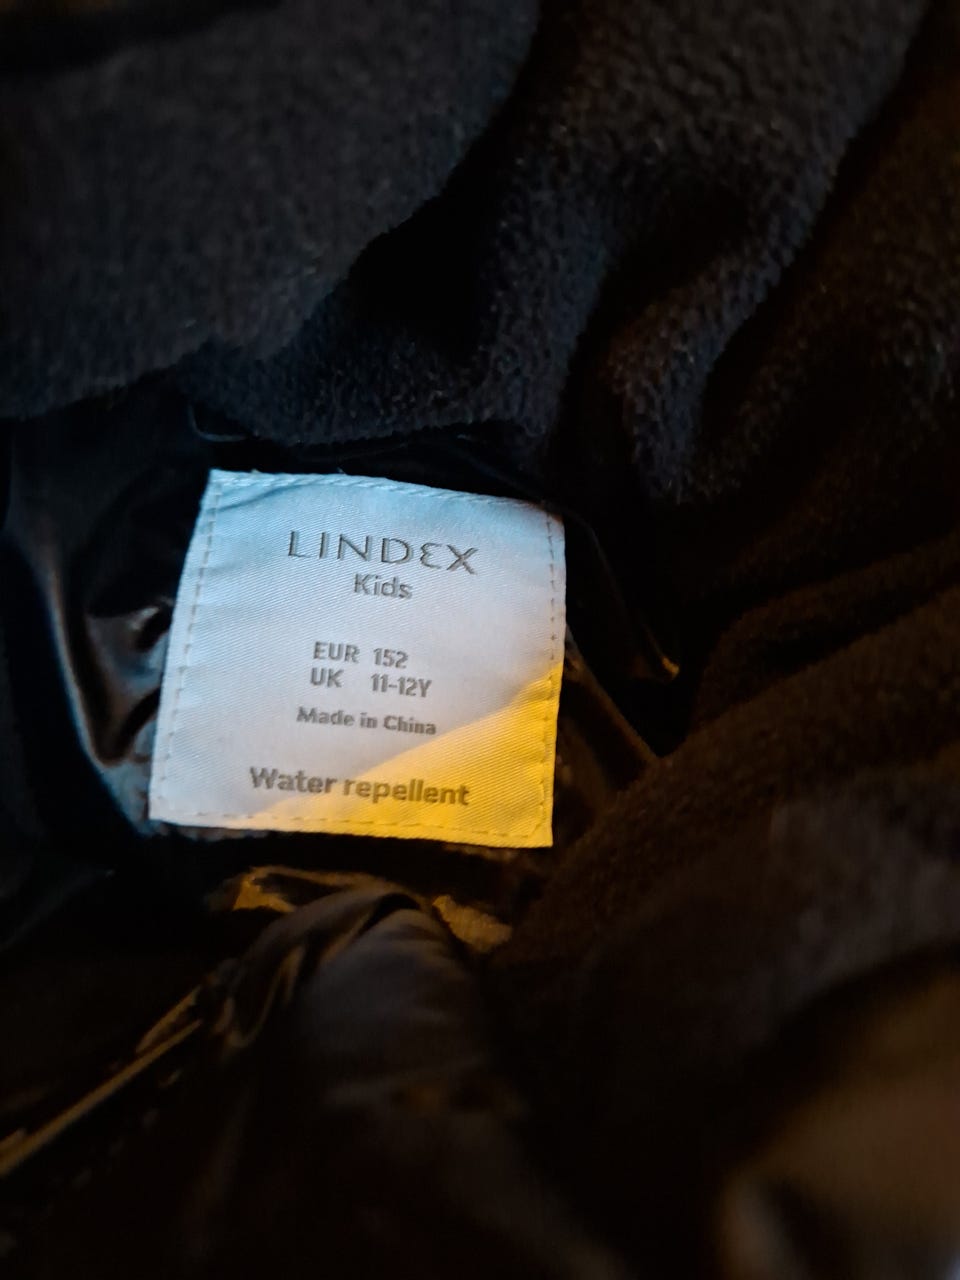 LINDEX
Kids
EUR 152
UK 11-12Y
Made in China
Water repellent